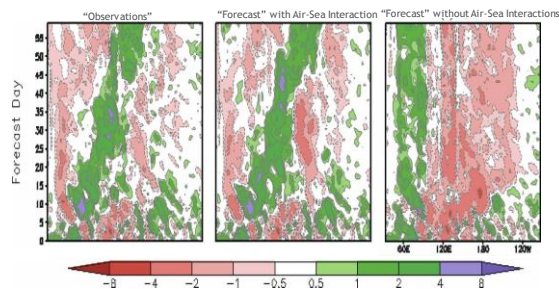 “Observations”
“Forecast” with Air-Sea Interaction
“Forecast” without Air-Sea Interactions
Forecast Day
55
50
45
40
35
30
25
20
15
10
5
0
60E 120E 180 120W
−8 −4 −2 −1 −0.5 0.5 1 2 4 8